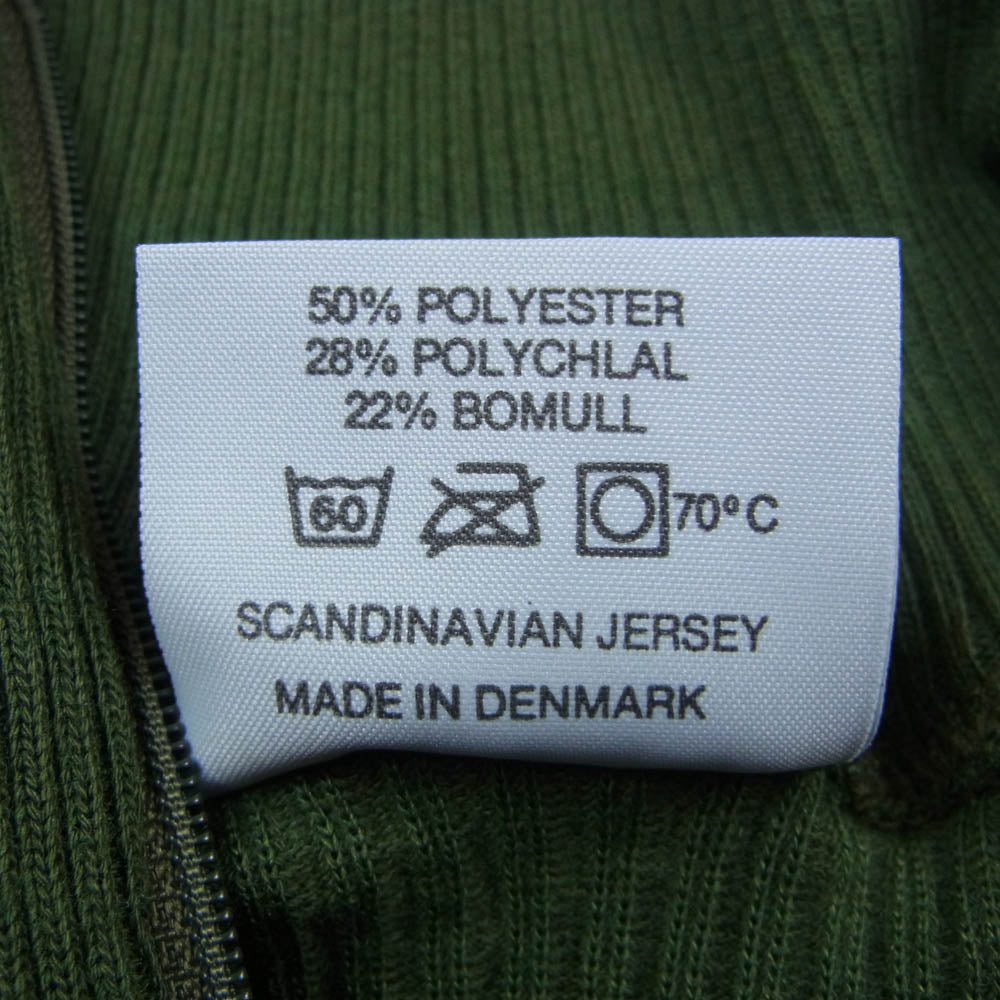 50% POLYESTER
28% POLYCHLAL
22% BOMULL
60 70°C
SCANDINAVIAN JERSEY
MADE IN DENMARK